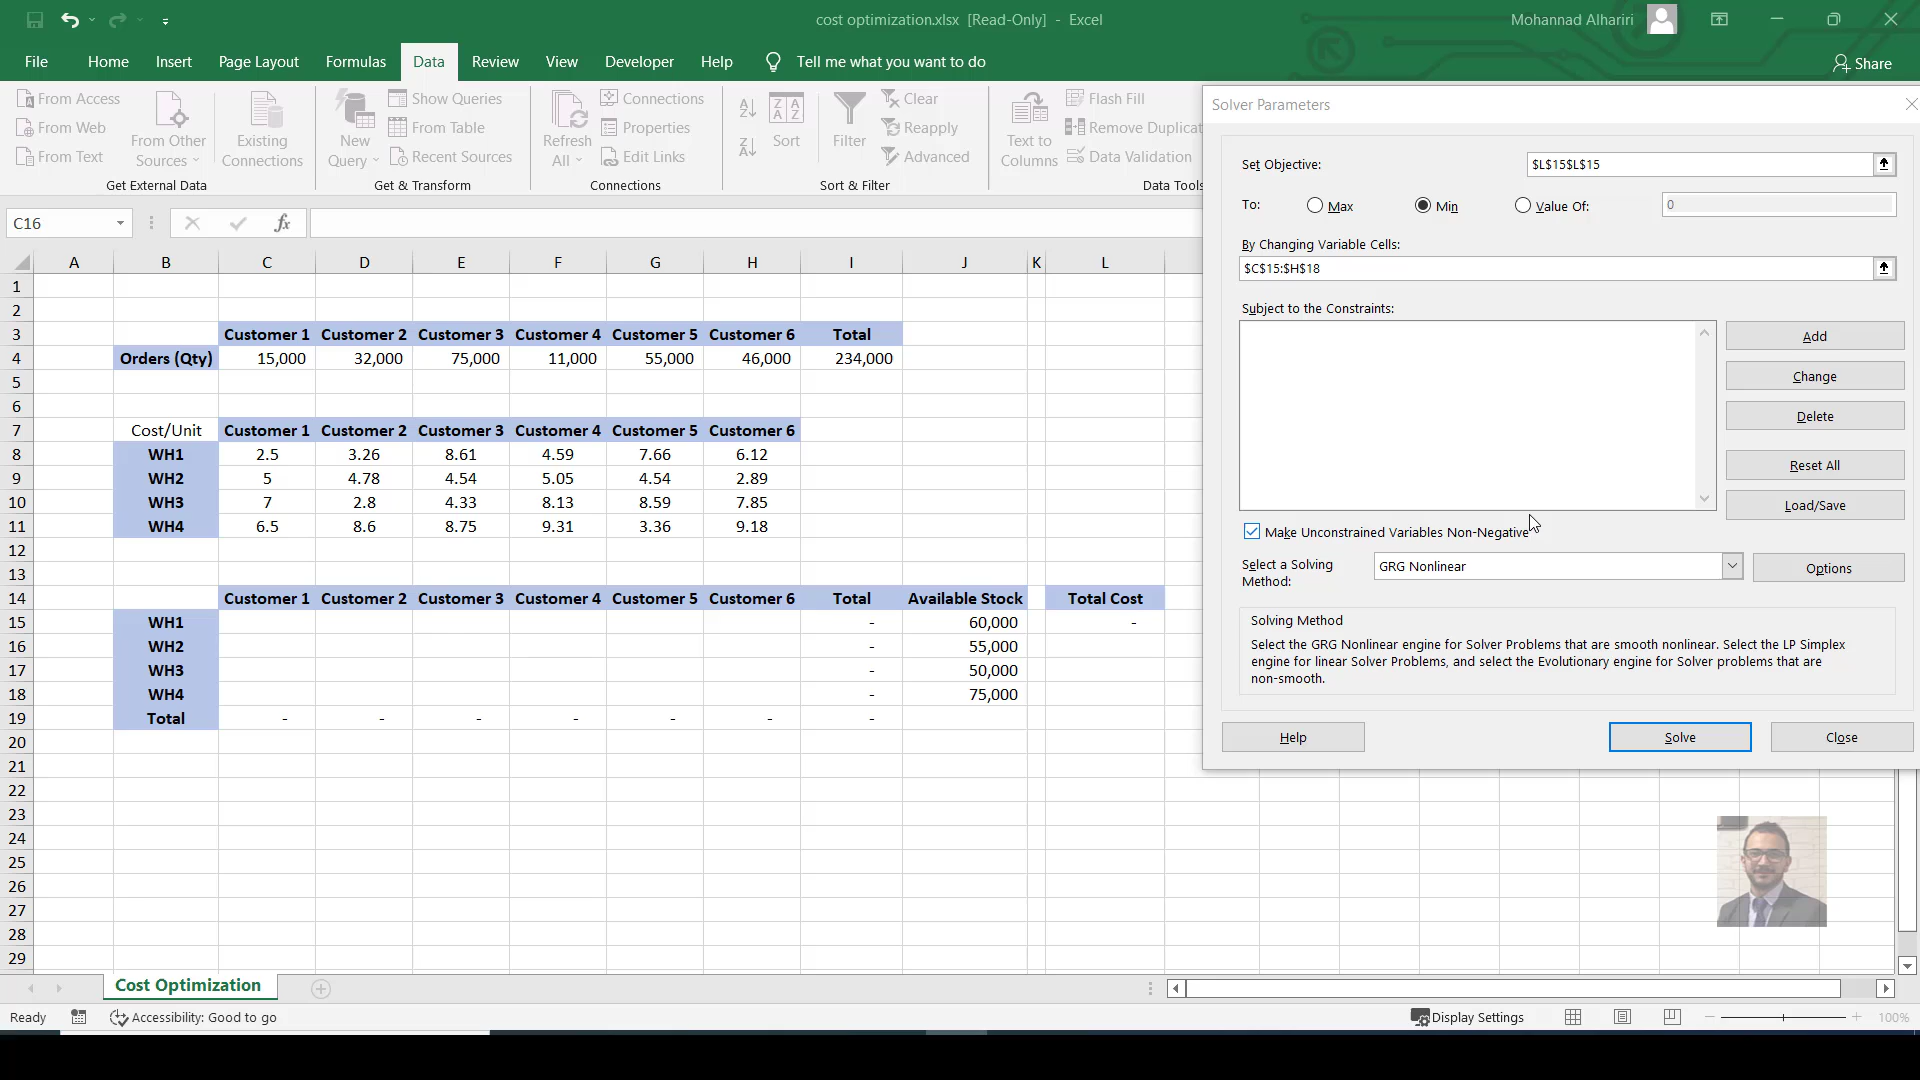 cost optimization.xlsx [Read-Only] - Excel
Mohannad Alhariri
File Home Insert Page Layout Formulas Data Review View Developer Help Tell me what you want to do
Share
From Access
From Web
From Text
From Other Sources
Existing Connections
Get External Data
New Query
Show Queries
From Table
Recent Sources
Get & Transform
Refresh All
Connections
Properties
Edit Links
Connections
Sort
Filter
Clear
Reapply
Advanced
Sort & Filter
Text to Columns
Flash Fill
Remove Duplicat
Data Validation
Data Tools
C16
fx
A B C D E F G H I J K L
1
2
3 Customer 1 Customer 2 Customer 3 Customer 4 Customer 5 Customer 6 Total
4 Orders (Qty) 15,000 32,000 75,000 11,000 55,000 46,000 234,000
5
6
7 Cost/Unit Customer 1 Customer 2 Customer 3 Customer 4 Customer 5 Customer 6
8 WH1 2.5 3.26 8.61 4.59 7.66 6.12
9 WH2 5 4.78 4.54 5.05 4.54 2.89
10 WH3 7 2.8 4.33 8.13 8.59 7.85
11 WH4 6.5 8.6 8.75 9.31 3.36 9.18
12
13
14 Customer 1 Customer 2 Customer 3 Customer 4 Customer 5 Customer 6 Total Available Stock Total Cost
15 WH1 - 60,000 -
16 WH2 - 55,000
17 WH3 - 50,000
18 WH4 - 75,000
19 Total - - - - - - -
20
21
22
23
24
25
26
27
28
29
Solver Parameters
Set Objective: $L$15$L$15
To: Max Min Value Of: 0
By Changing Variable Cells:
$C$15:$H$18
Subject to the Constraints:
Add
Change
Delete
Reset All
Load/Save
Make Unconstrained Variables Non-Negative
Select a Solving Method: GRG Nonlinear
Options
Solving Method
Select the GRG Nonlinear engine for Solver Problems that are smooth nonlinear. Select the LP Simplex
engine for linear Solver Problems, and select the Evolutionary engine for Solver problems that are
non-smooth.
Help Solve Close
Cost Optimization
Ready Accessibility: Good to go Display Settings 100%